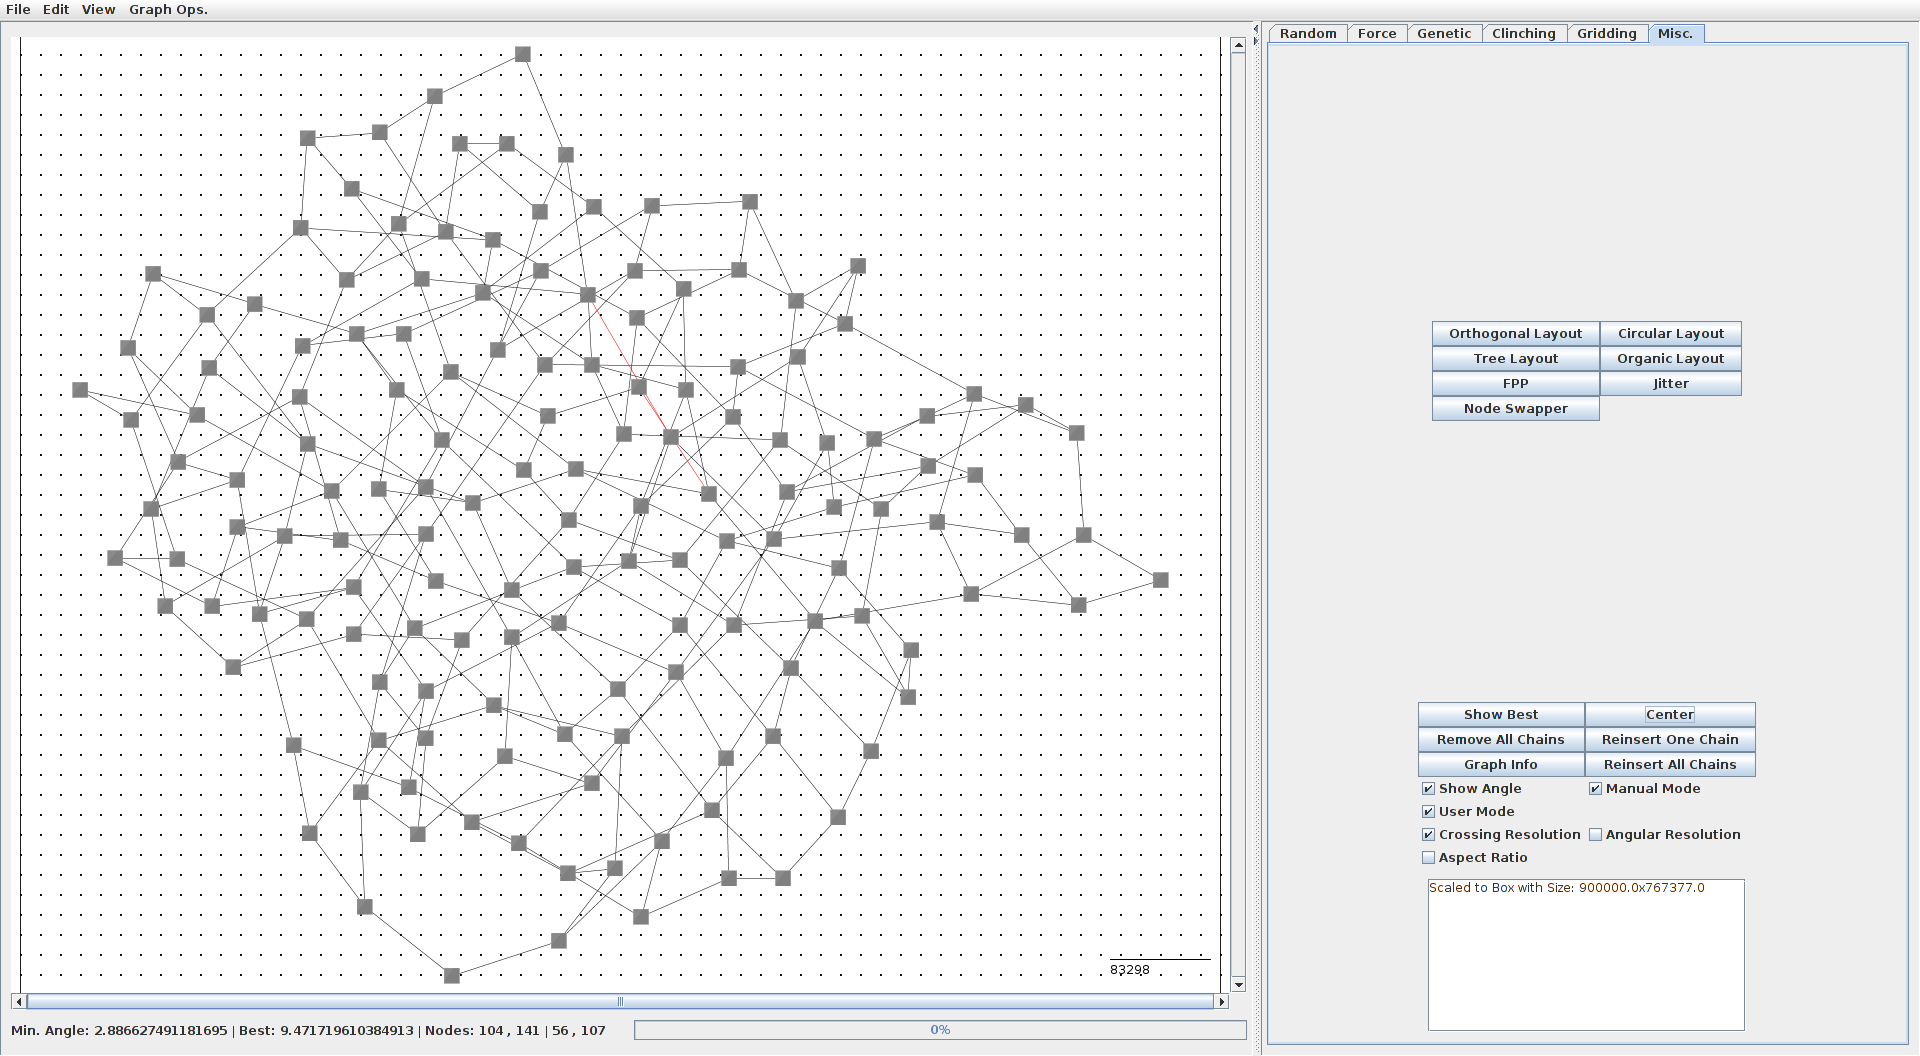 File Edit View Graph Ops.
Random Force Genetic Clinching Gridding Misc.
Orthogonal Layout Circular Layout
Tree Layout Organic Layout
FPP Jitter
Node Swapper
Show Best Center
Remove All Chains Reinsert One Chain
Graph Info Reinsert All Chains
Show Angle Manual Mode
User Mode
Crossing Resolution Angular Resolution
Aspect Ratio
Scaled to Box with Size: 900000.0x767377.0
83298
Min. Angle: 2.886627491181695 | Best: 9.471719610384913 | Nodes: 104 , 141 | 56 , 107
0%